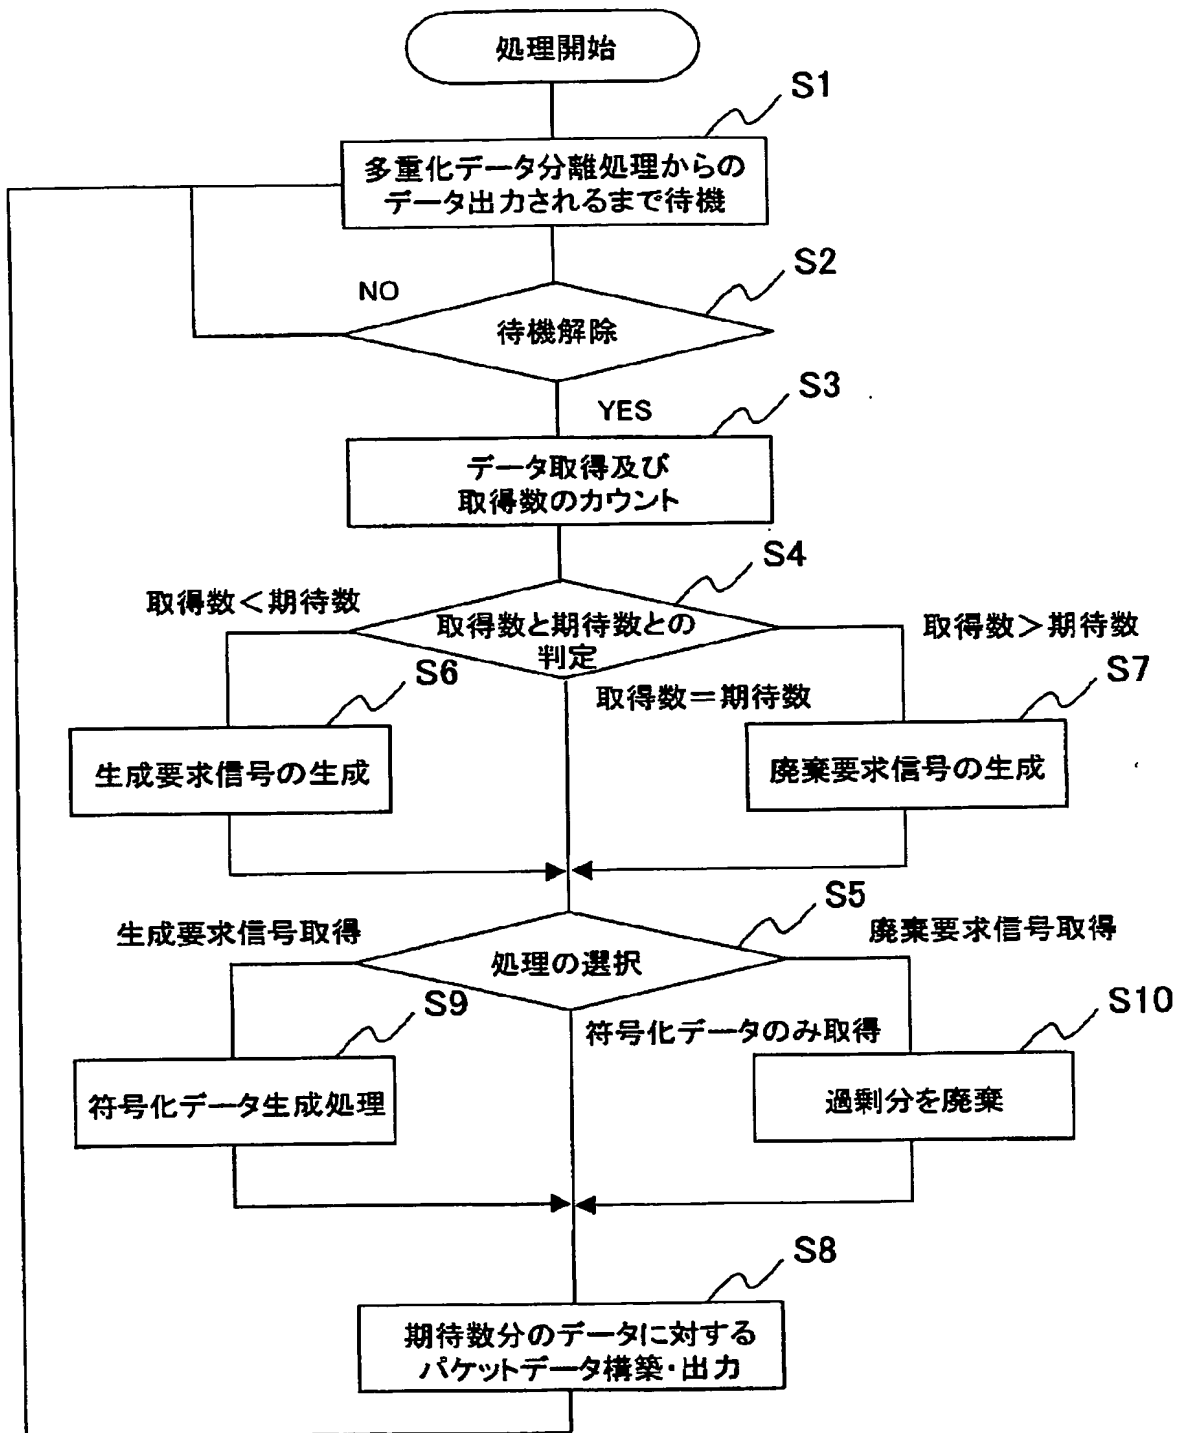 処理開始
S1
多重化データ分離処理からの
データ出力されるまで待機
S2
NO
待機解除
S3
YES
データ取得及び
取得数のカウント
S4
取得数<期待数
取得数と期待数との
判定
取得数>期待数
S6
取得数=期待数
S7
生成要求信号の生成
廃棄要求信号の生成
S5
生成要求信号取得
廃棄要求信号取得
処理の選択
S9
符号化データのみ取得
S10
符号化データ生成処理
過剰分を廃棄
S8
期待数分のデータに対する
パケットデータ構築・出力